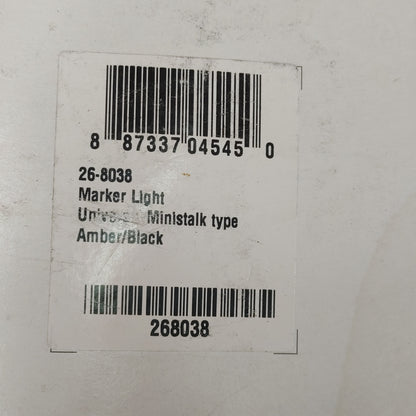 8 87337 04545 0
26-8038
Marker Light
Ministalk type
Amber/Black
268038